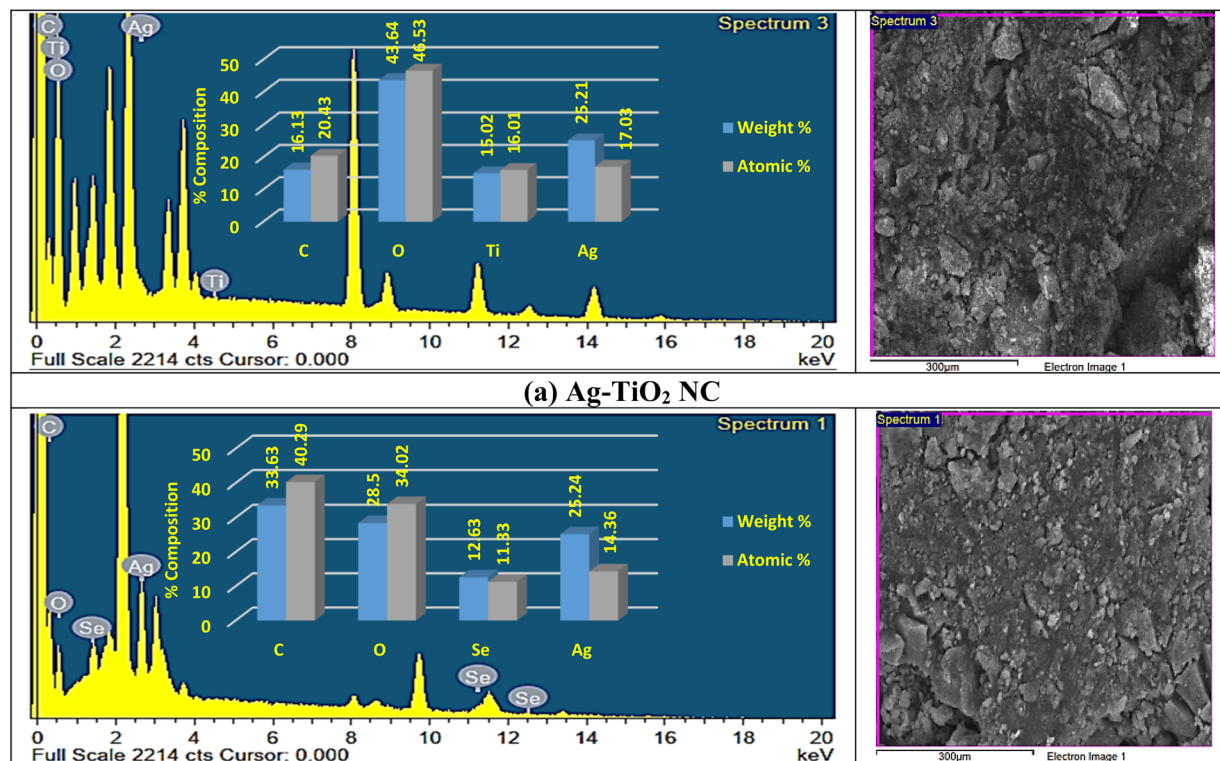 Spectrum 3
C
Ti
O
Ag
% Composition
50
40
30
20
10
0
16.13
20.43
43.64
46.53
15.02
16.01
25.21
17.03
Weight %
Atomic %
C
O
Ti
Ag
Ti
0 2 4 6 8 10 12 14 16 18 20
Full Scale 2214 cts Cursor: 0.000 keV
Spectrum 3
300µm Electron Image 1
(a) Ag-TiO₂ NC
Spectrum 1
C
O
Se
Ag
% Composition
50
40
30
20
10
0
33.63
40.29
28.5
34.02
12.63
11.33
25.24
14.36
Weight %
Atomic %
C
O
Se
Ag
Se
Se
0 2 4 6 8 10 12 14 16 18 20
Full Scale 2214 cts Cursor: 0.000 keV
Spectrum 1
300µm Electron Image 1